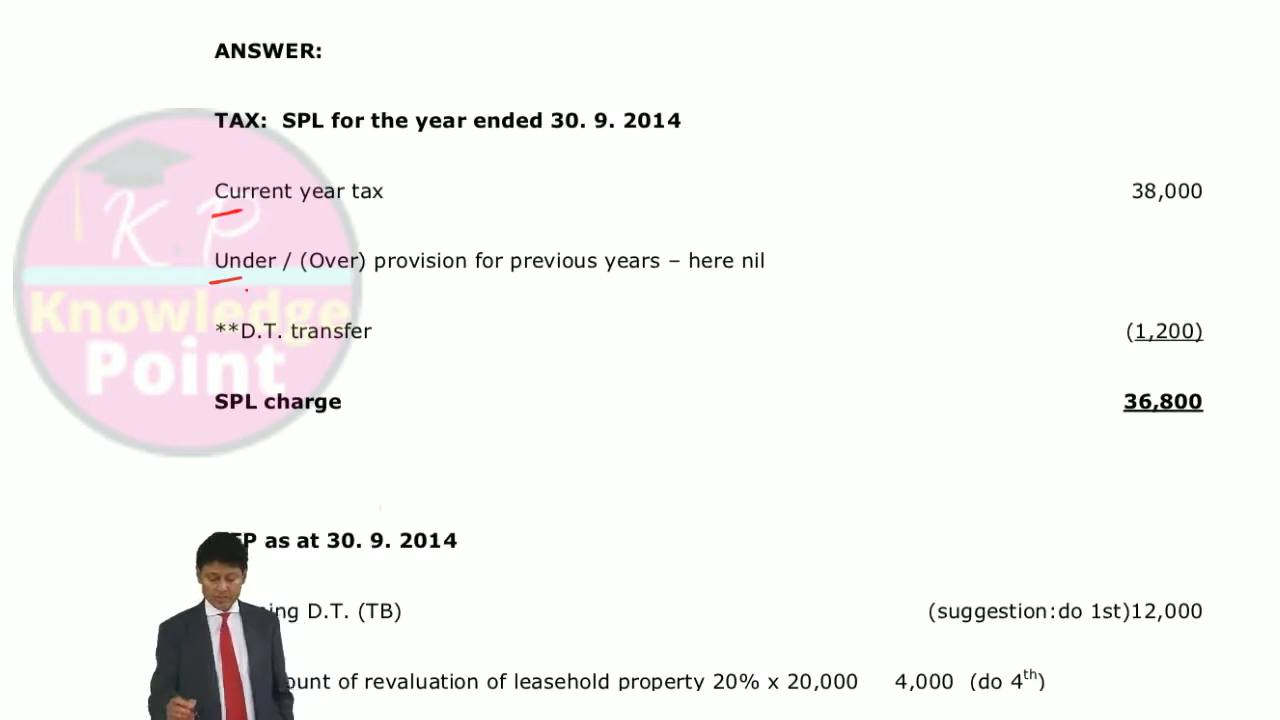 ANSWER:
TAX: SPL for the year ended 30. 9. 2014
Current year tax 38,000
Under / (Over) provision for previous years – here nil
**D.T. transfer (1,200)
SPL charge 36,800
as at 30. 9. 2014
D.T. (TB) (suggestion:do 1st)12,000
of revaluation of leasehold property 20% x 20,000 4,000 (do 4th)
K P
Knowledge
Point